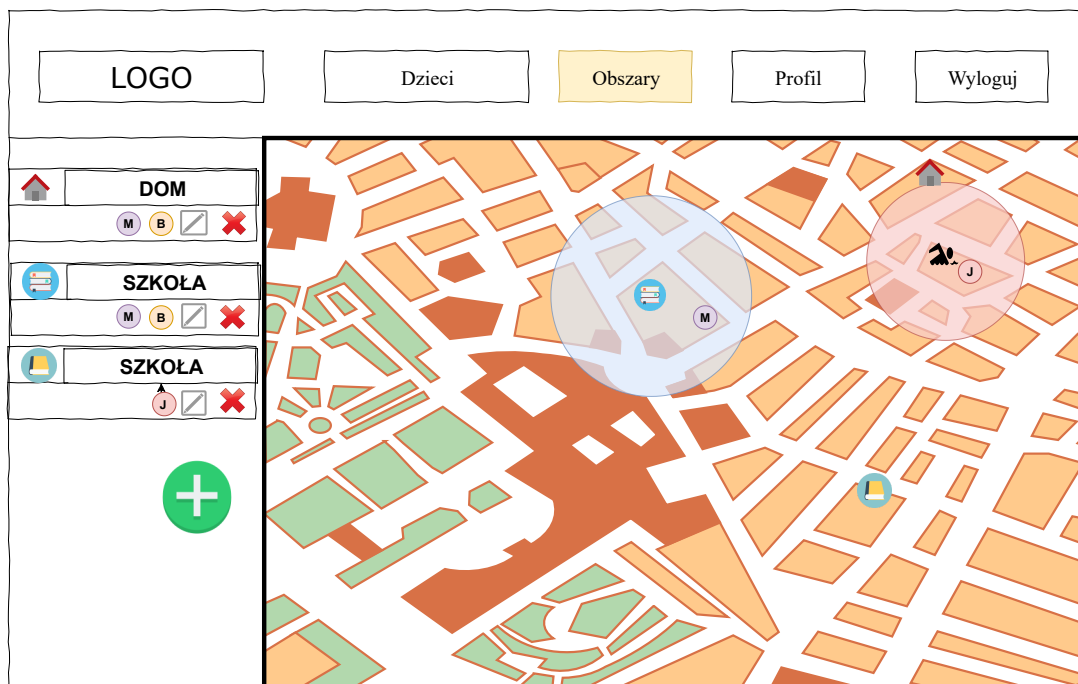 LOGO
Dzieci
Obszary
Profil
Wyloguj
DOM
M B
SZKOŁA
M B
SZKOŁA
J
J
M